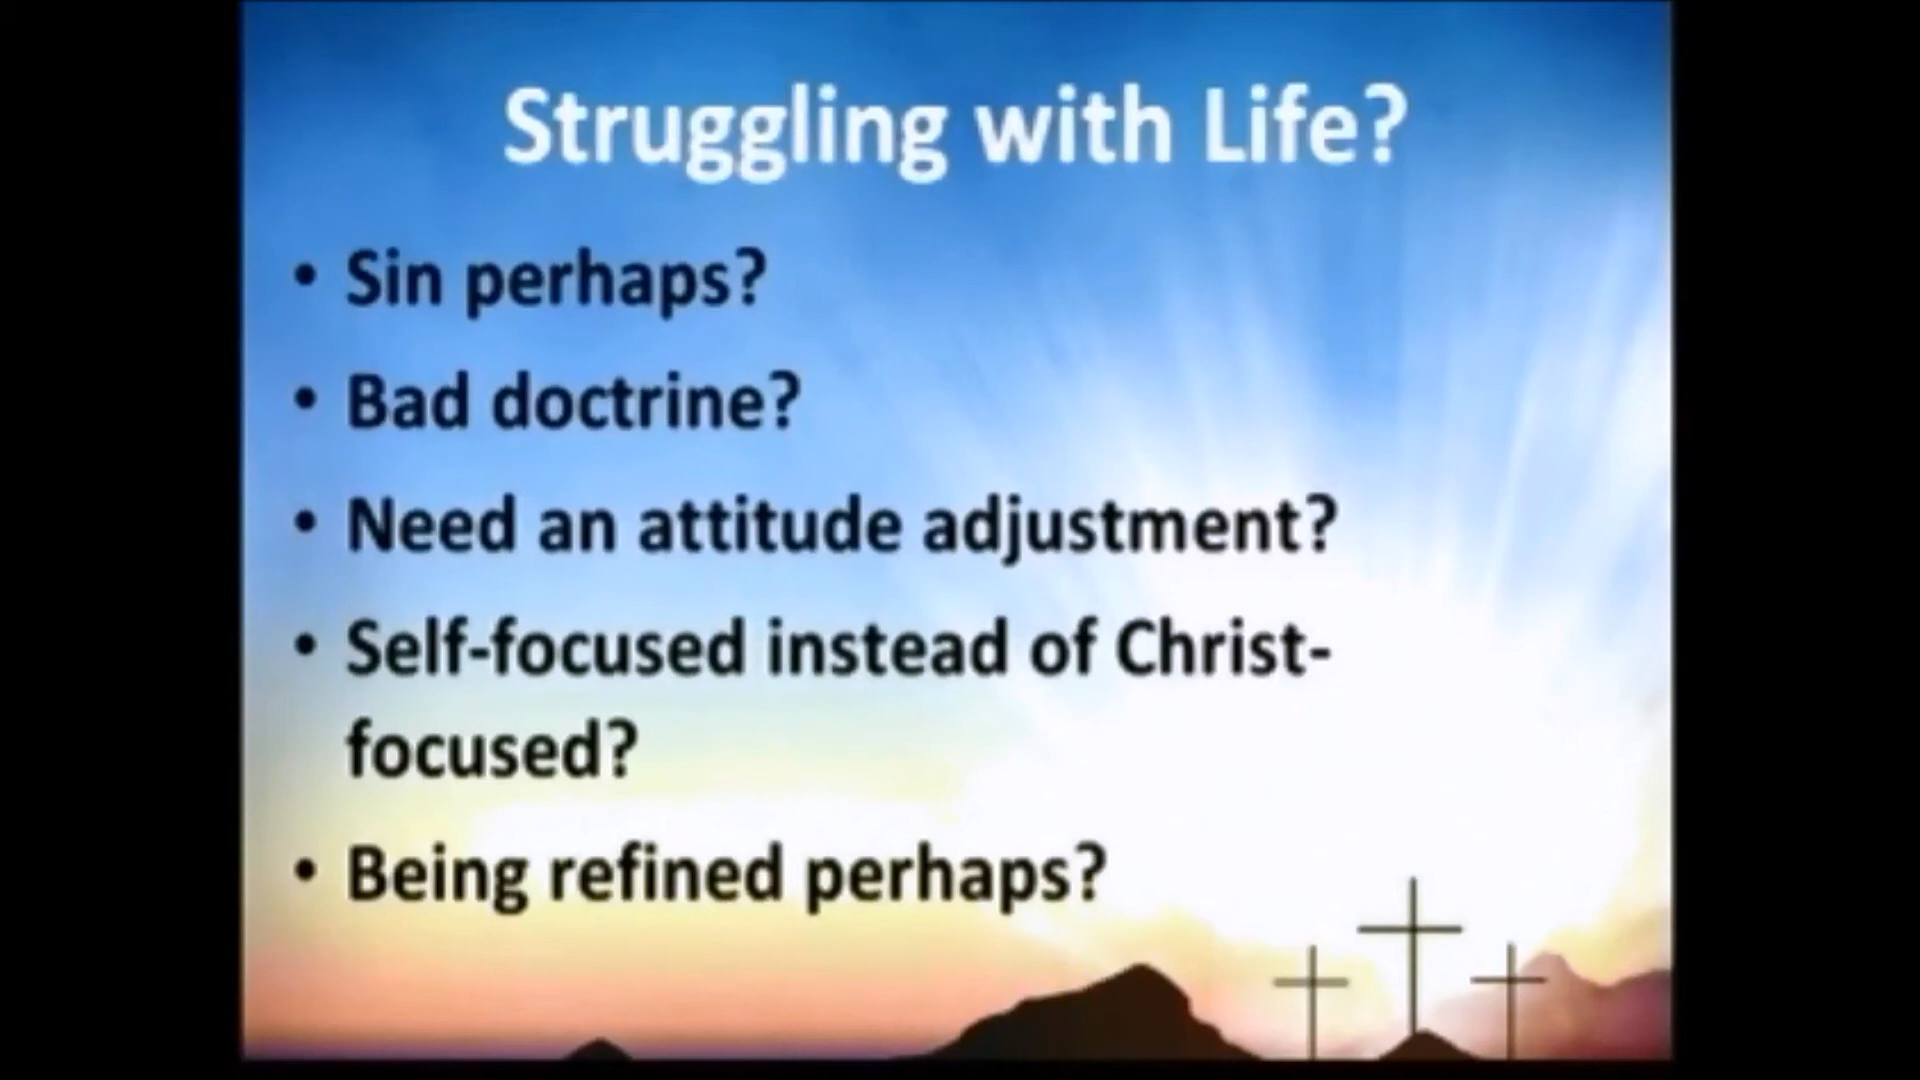 Struggling with Life?
• Sin perhaps?
• Bad doctrine?
• Need an attitude adjustment?
• Self-focused instead of Christ-
focused?
• Being refined perhaps?